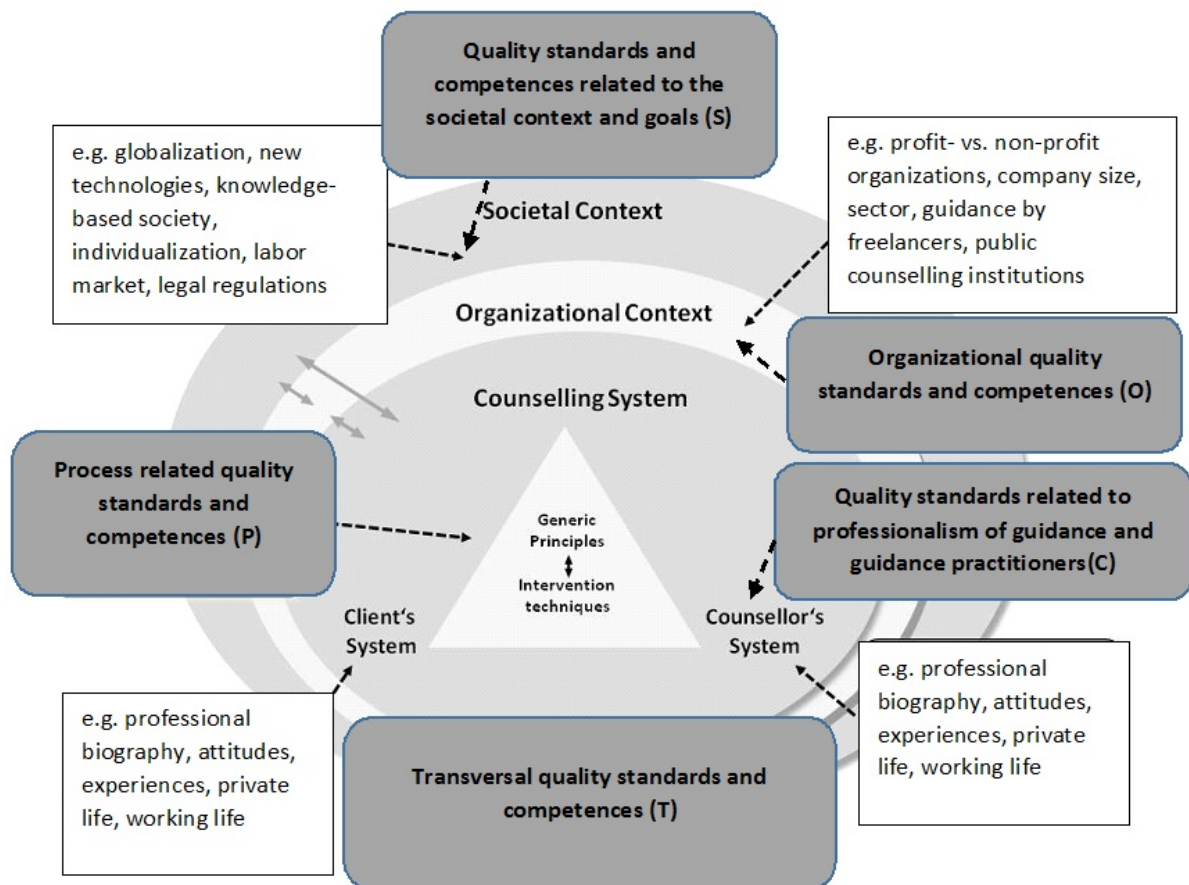 Quality standards and
competences related to the
societal context and goals (S)
e.g. globalization, new
technologies, knowledge-
based society,
individualization, labor
market, legal regulations
e.g. profit- vs. non-profit
organizations, company size,
sector, guidance by
freelancers, public
counselling institutions
Societal Context
Organizational Context
Organizational quality
standards and competences (O)
Counselling System
Process related quality
standards and
competences (P)
Quality standards related to
professionalism of guidance and
guidance practitioners(C)
Generic
Principles
Intervention
techniques
Client‘s
System
Counsellor‘s
System
e.g. professional
biography, attitudes,
experiences, private
life, working life
e.g. professional
biography, attitudes,
experiences, private
life, working life
Transversal quality standards and
competences (T)